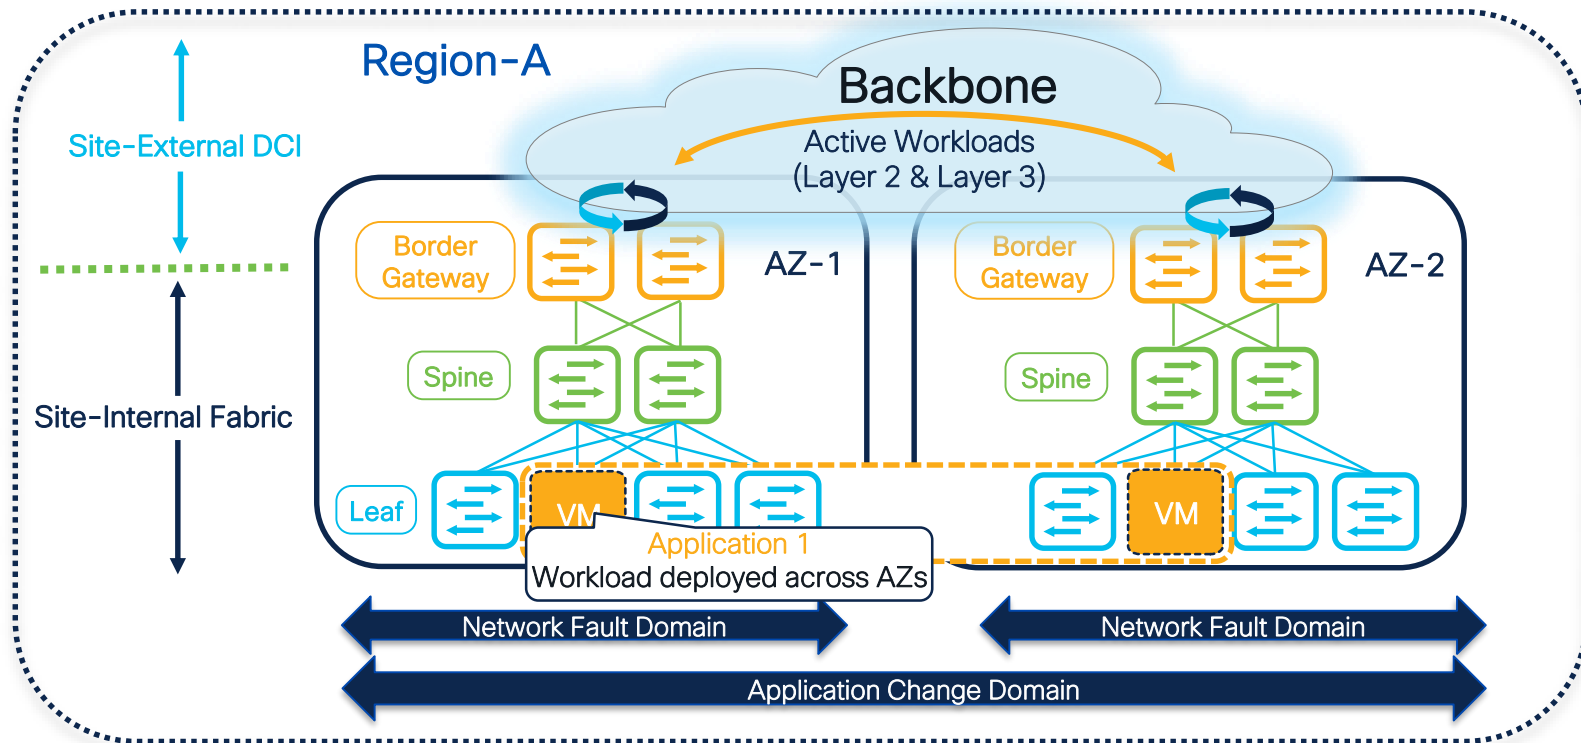 Region-A
Backbone
Site-External DCI
Active Workloads
(Layer 2 & Layer 3)
Border
Gateway
AZ-1
Border
Gateway
AZ-2
Spine
Spine
Site-Internal Fabric
Leaf
VM
VM
Application 1
Workload deployed across AZs
Network Fault Domain
Network Fault Domain
Application Change Domain